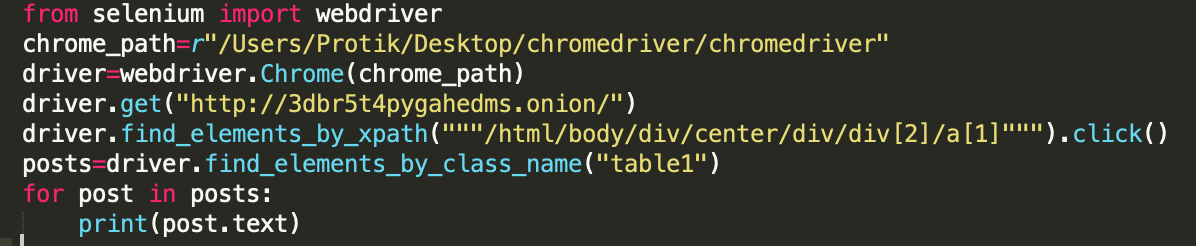 from selenium import webdriver
chrome_path=r"/Users/Protik/Desktop/chromedriver/chromedriver"
driver=webdriver.Chrome(chrome_path)
driver.get("http://3dbr5t4pygahedms.onion/")
driver.find_elements_by_xpath("""/html/body/div/center/div/div[2]/a[1]""").click()
posts=driver.find_elements_by_class_name("table1")
for post in posts:
    print(post.text)